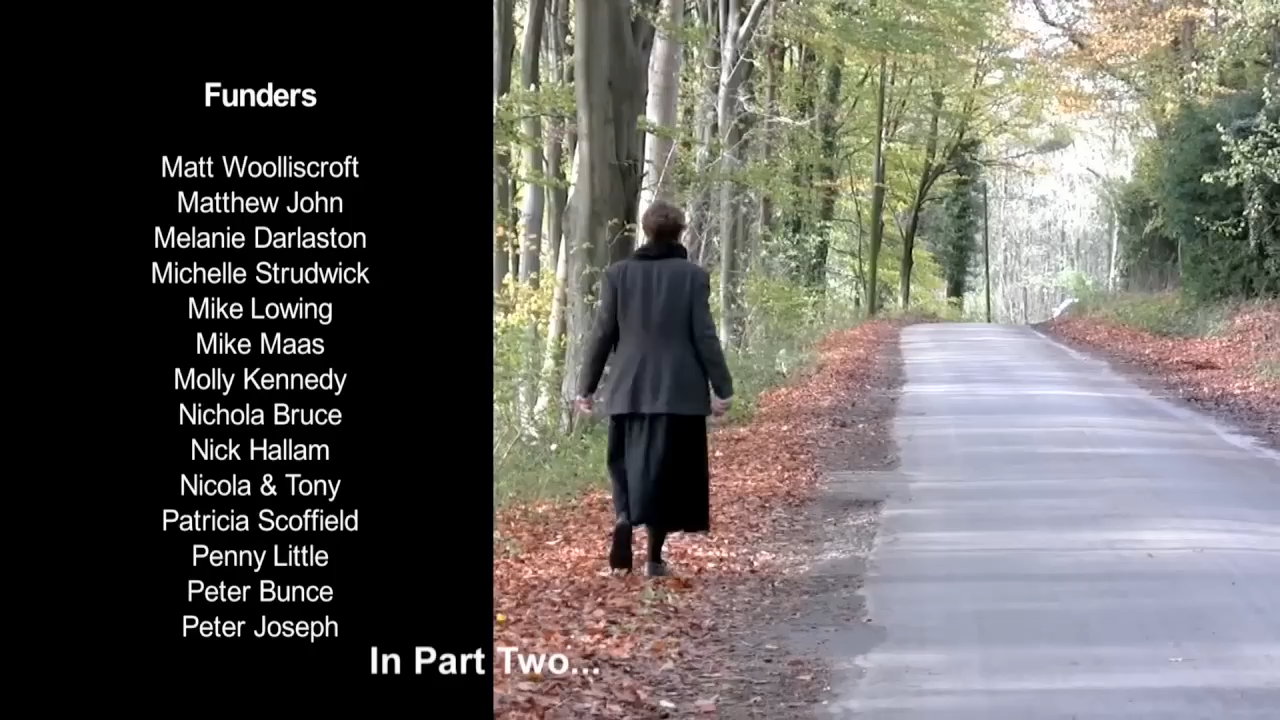 Funders
Matt Woolliscroft
Matthew John
Melanie Darlaston
Michelle Strudwick
Mike Lowing
Mike Maas
Molly Kennedy
Nichola Bruce
Nick Hallam
Nicola & Tony
Patricia Scoffield
Penny Little
Peter Bunce
Peter Joseph
In Part Two...